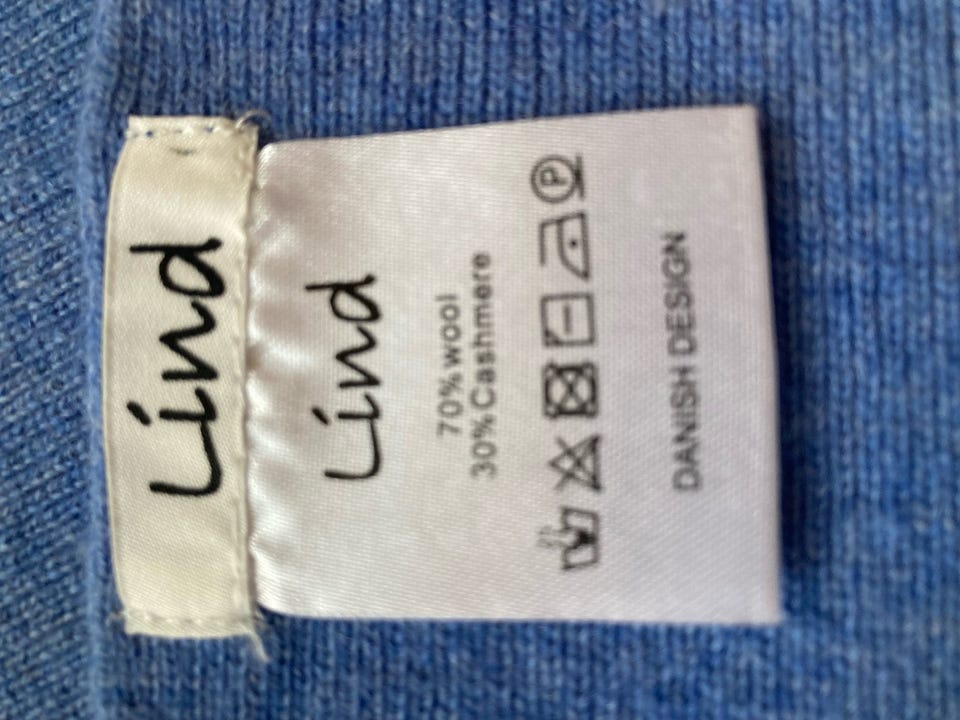 Lind
Lind
70%wool
30%Cashmere
P
DANISH DESIGN